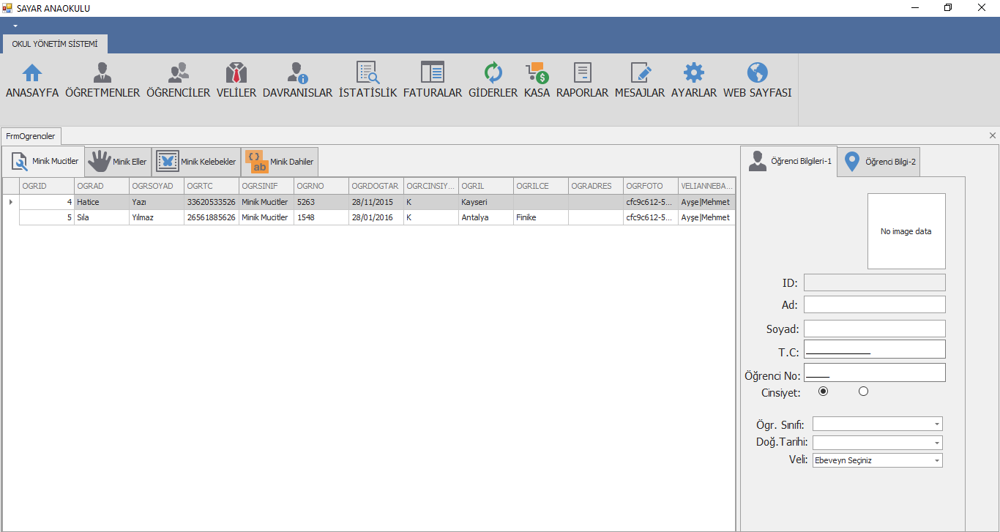 SAYAR ANAOKULU
OKUL YÖNETİM SİSTEMİ
ANASAYFA ÖĞRETMENLER ÖĞRENCİLER VELİLER DAVRANISLAR İSTATİSLİK FATURALAR GİDERLER KASA RAPORLAR MESAJLAR AYARLAR WEB SAYFASI
FrmOgrenciler
Minik Mucitler Minik Eller Minik Kelebekler Minik Dahiler
OGRID OGRAD OGRSOYAD OGRTC OGRSINIF OGRNO OGRDOGTAR OGRCINSIY... OGRIL OGRILCE OGRADRES OGRFOTO VELIANNEBA...
4 Hatice Yazı 33620533526 Minik Mucitler 5263 28/11/2015 K Kayseri cfc9c612-5... Ayşe|Mehmet
5 Sıla Yılmaz 26561885626 Minik Mucitler 1548 28/01/2016 K Antalya Finike cfc9c612-5... Ayşe|Mehmet
Öğrenci Bilgileri-1 Öğrenci Bilgi-2
No image data
ID:
Ad:
Soyad:
T.C:
Öğrenci No:
Cinsiyet:
Ögr. Sınıfı:
Doğ.Tarihi:
Veli: Ebeveyn Seçiniz